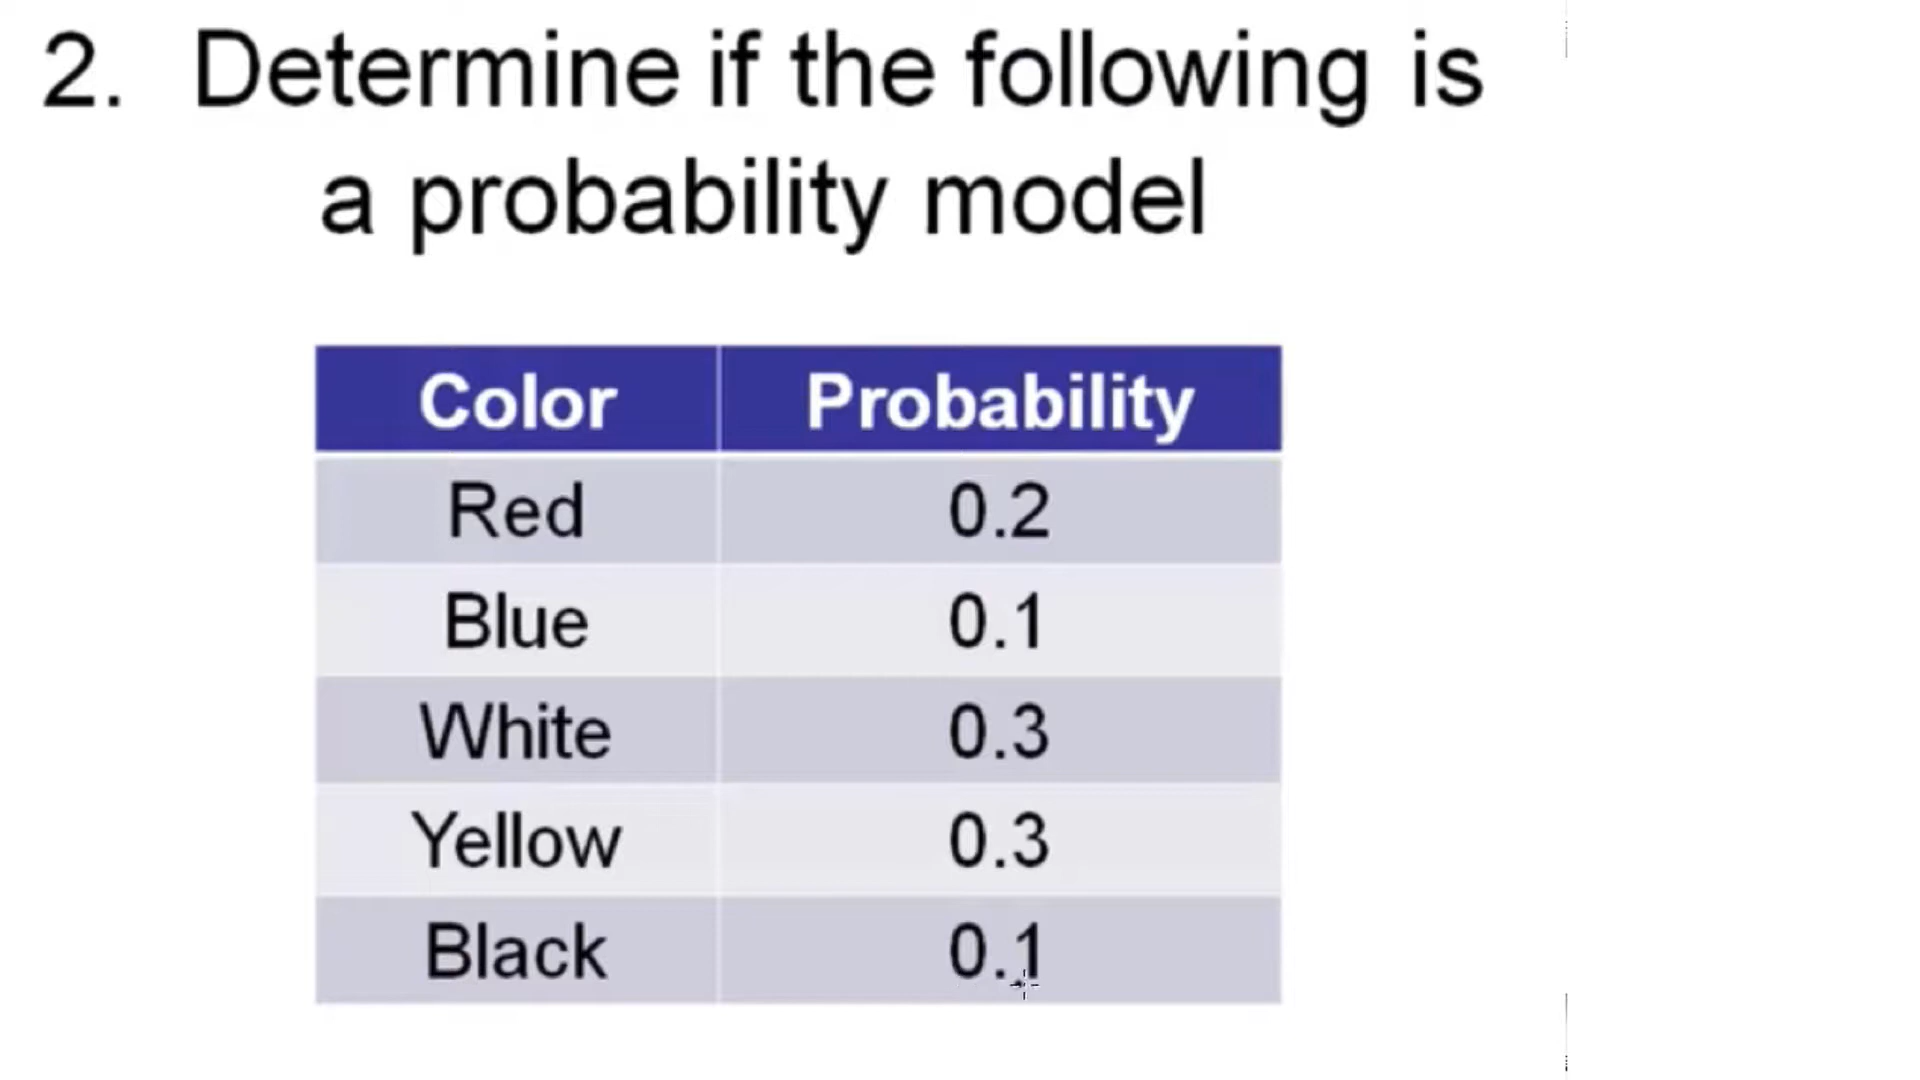 2. Determine if the following is
a probability model
Color Probability
Red 0.2
Blue 0.1
White 0.3
Yellow 0.3
Black 0.1